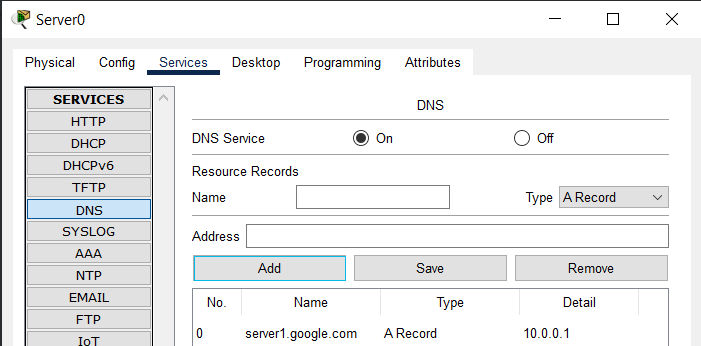 Server0
Physical Config Services Desktop Programming Attributes
SERVICES
HTTP
DHCP
DHCPv6
TFTP
DNS
SYSLOG
AAA
NTP
EMAIL
FTP
IoT
DNS
DNS Service On Off
Resource Records
Name Type A Record
Address
Add Save Remove
No. Name Type Detail
0 server1.google.com A Record 10.0.0.1